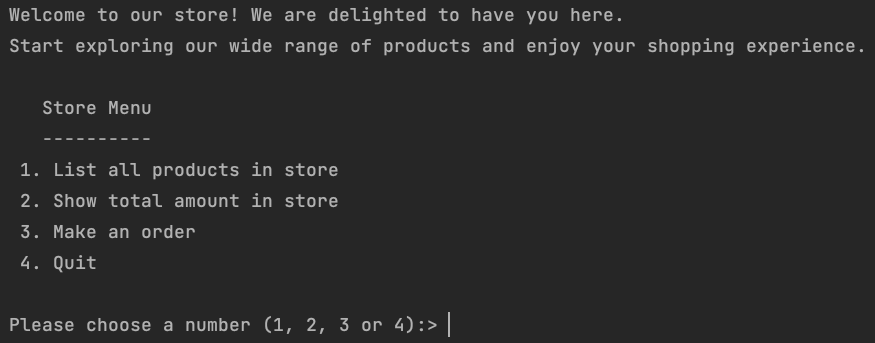 Welcome to our store! We are delighted to have you here.
Start exploring our wide range of products and enjoy your shopping experience.
Store Menu
----------
1. List all products in store
2. Show total amount in store
3. Make an order
4. Quit
Please choose a number (1, 2, 3 or 4):>